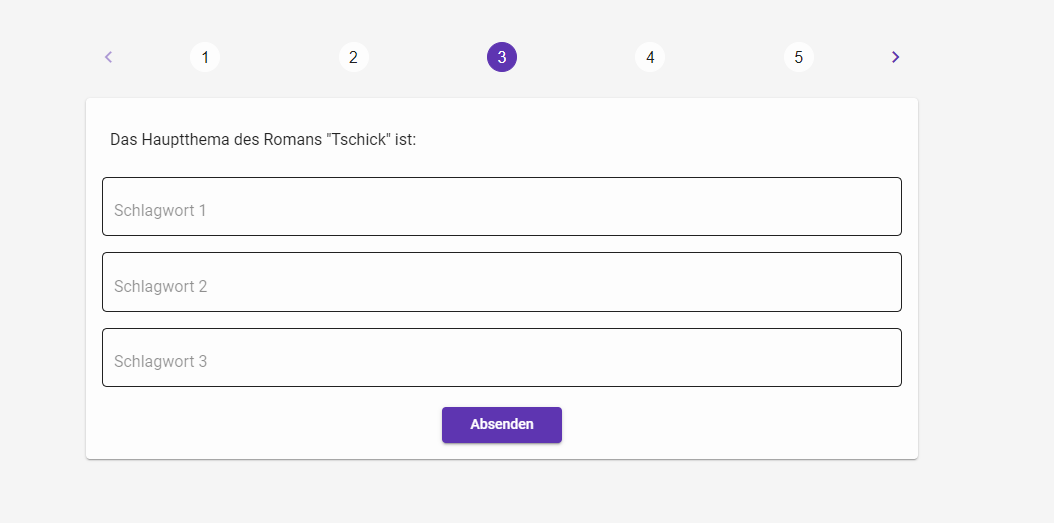 1 2 3 4 5
Das Hauptthema des Romans "Tschick" ist:
Schlagwort 1
Schlagwort 2
Schlagwort 3
Absenden